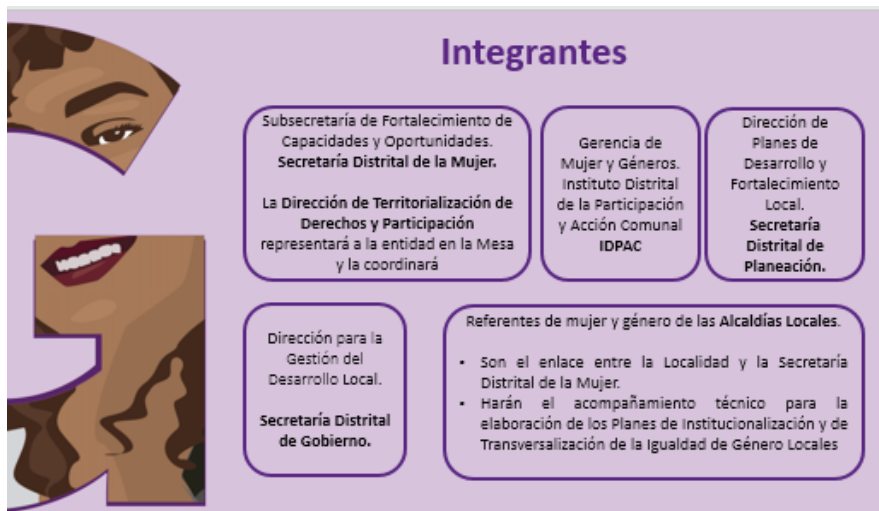 Integrantes
Subsecretaría de Fortalecimiento de
Capacidades y Oportunidades.
Secretaría Distrital de la Mujer.
La Dirección de Territorialización de
Derechos y Participación
representará a la entidad en la Mesa
y la coordinará
Gerencia de
Mujer y Géneros.
Instituto Distrital
de la Participación
y Acción Comunal
IDPAC
Dirección de
Planes de
Desarrollo y
Fortalecimiento
Local.
Secretaría
Distrital de
Planeación.
Dirección para la
Gestión del
Desarrollo Local.
Secretaría Distrital
de Gobierno.
Referentes de mujer y género de las Alcaldías Locales.
• Son el enlace entre la Localidad y la Secretaría
Distrital de la Mujer.
• Harán el acompañamiento técnico para la
elaboración de los Planes de Institucionalización y de
Transversalización de la Igualdad de Género Locales